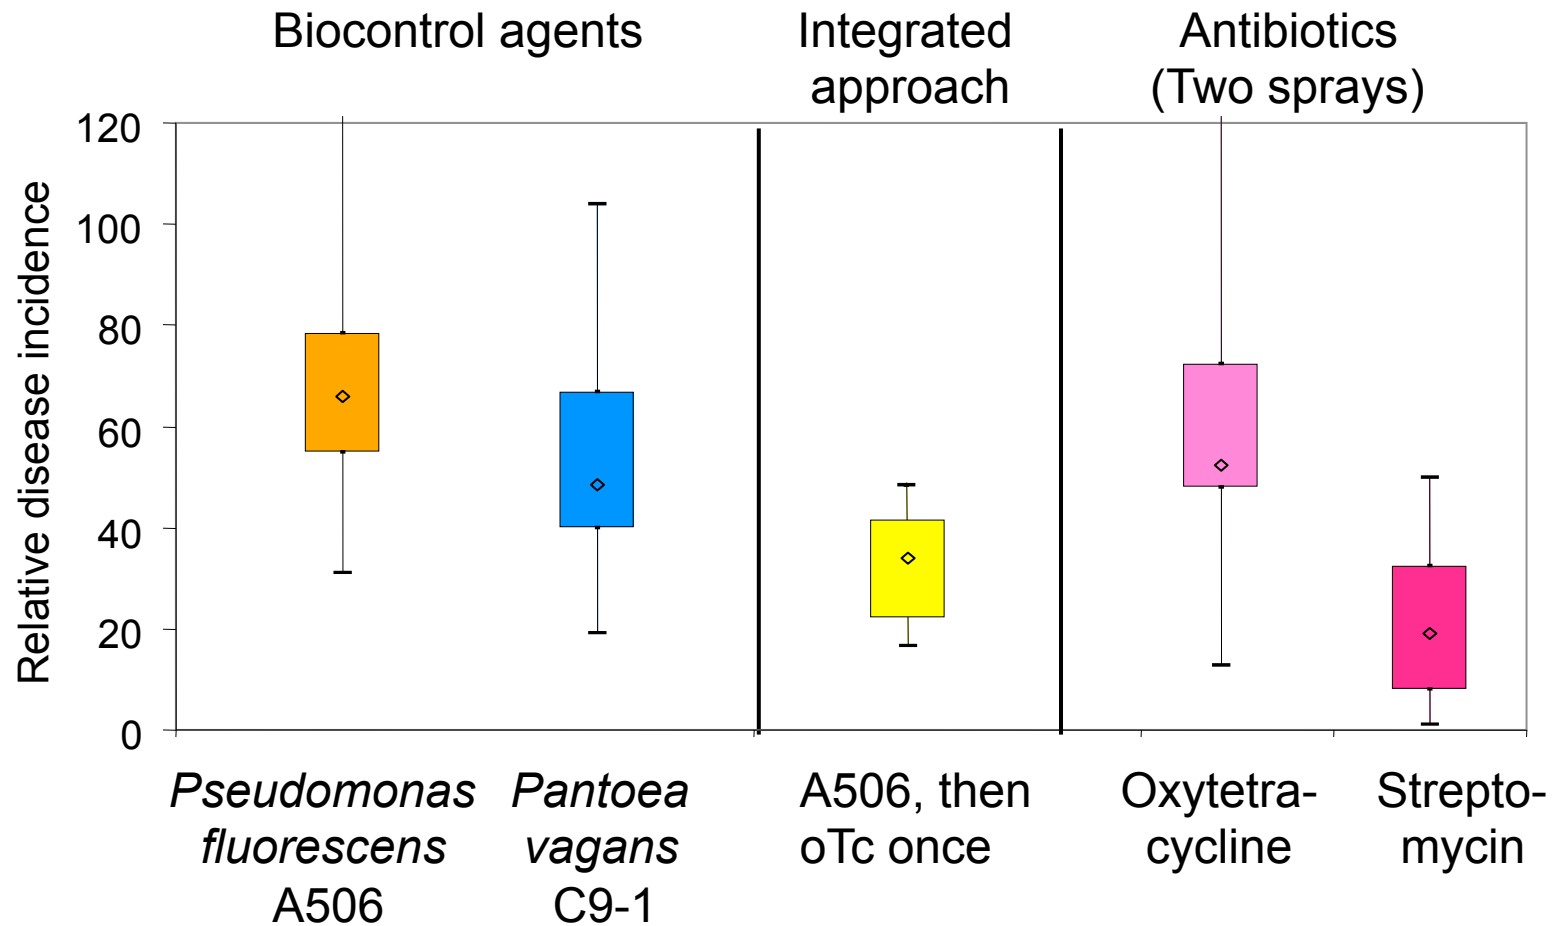 Biocontrol agents
Integrated
approach
Antibiotics
(Two sprays)
Relative disease incidence
120
100
80
60
40
20
0
Pseudomonas
fluorescens
A506
Pantoea
vagans
C9-1
A506, then
oTc once
Oxytetra-
cycline
Strepto-
mycin